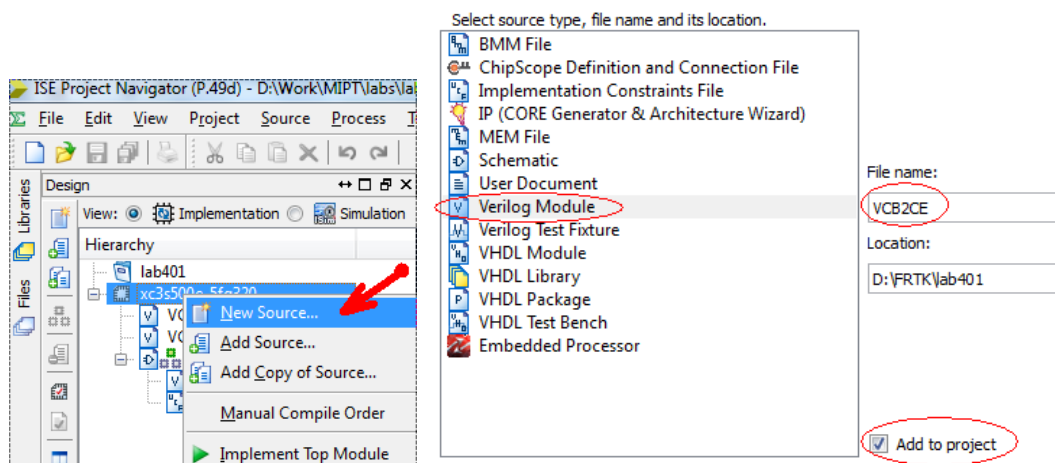 ISE Project Navigator (P.49d) - D:\Work\MIPT\labs\la
File Edit View Project Source Process
Design
View: Implementation Simulation
Hierarchy
lab401
xc3s500e-5fg320
New Source...
Add Source...
Add Copy of Source...
Manual Compile Order
Implement Top Module
Libraries
Files
Select source type, file name and its location.
BMM File
ChipScope Definition and Connection File
Implementation Constraints File
IP (CORE Generator & Architecture Wizard)
MEM File
Schematic
User Document
Verilog Module
Verilog Test Fixture
VHDL Module
VHDL Library
VHDL Package
VHDL Test Bench
Embedded Processor
File name:
VCB2CE
Location:
D:\FRTK\lab401
Add to project